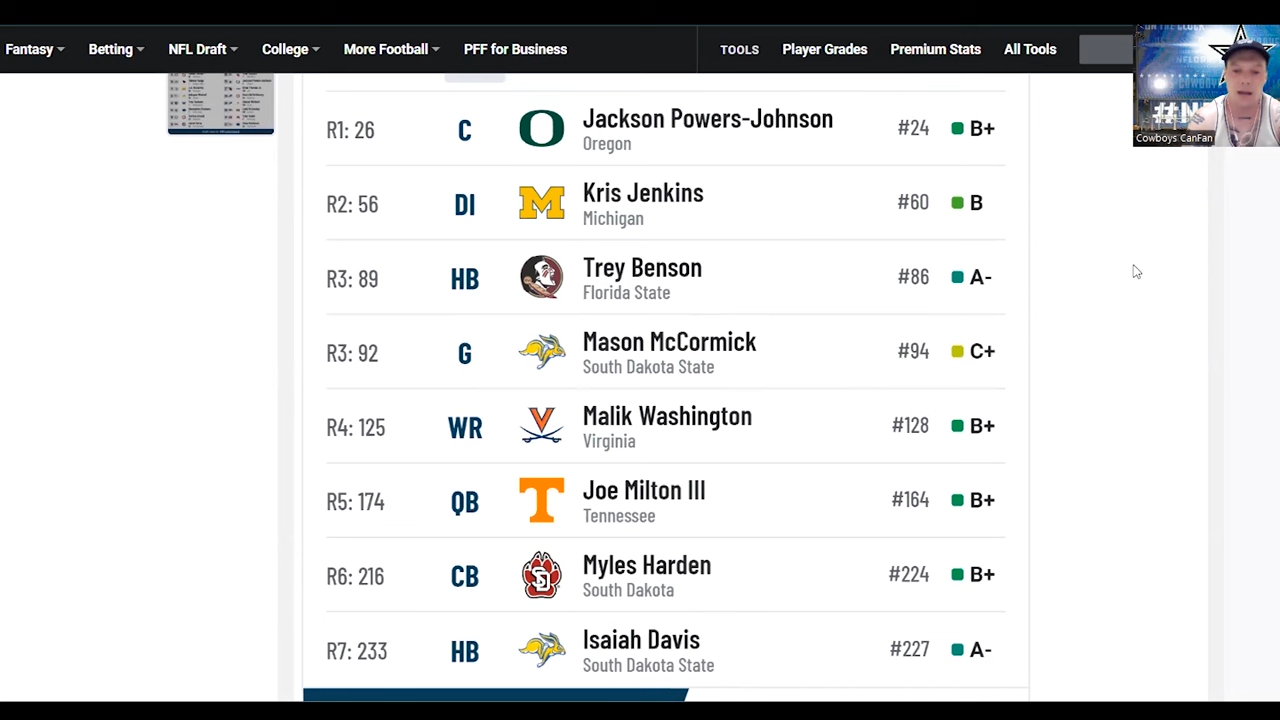 Fantasy Betting NFL Draft College More Football PFF for Business TOOLS Player Grades Premium Stats All Tools
ON THE CLOCK
#N
Cowboys CanFan
R1: 26 C O Jackson Powers-Johnson #24 B+
Oregon
R2: 56 DI M Kris Jenkins #60 B
Michigan
R3: 89 HB Trey Benson #86 A-
Florida State
R3: 92 G Mason McCormick #94 C+
South Dakota State
R4: 125 WR V Malik Washington #128 B+
Virginia
R5: 174 QB T Joe Milton III #164 B+
Tennessee
R6: 216 CB SD Myles Harden #224 B+
South Dakota
R7: 233 HB Isaiah Davis #227 A-
South Dakota State